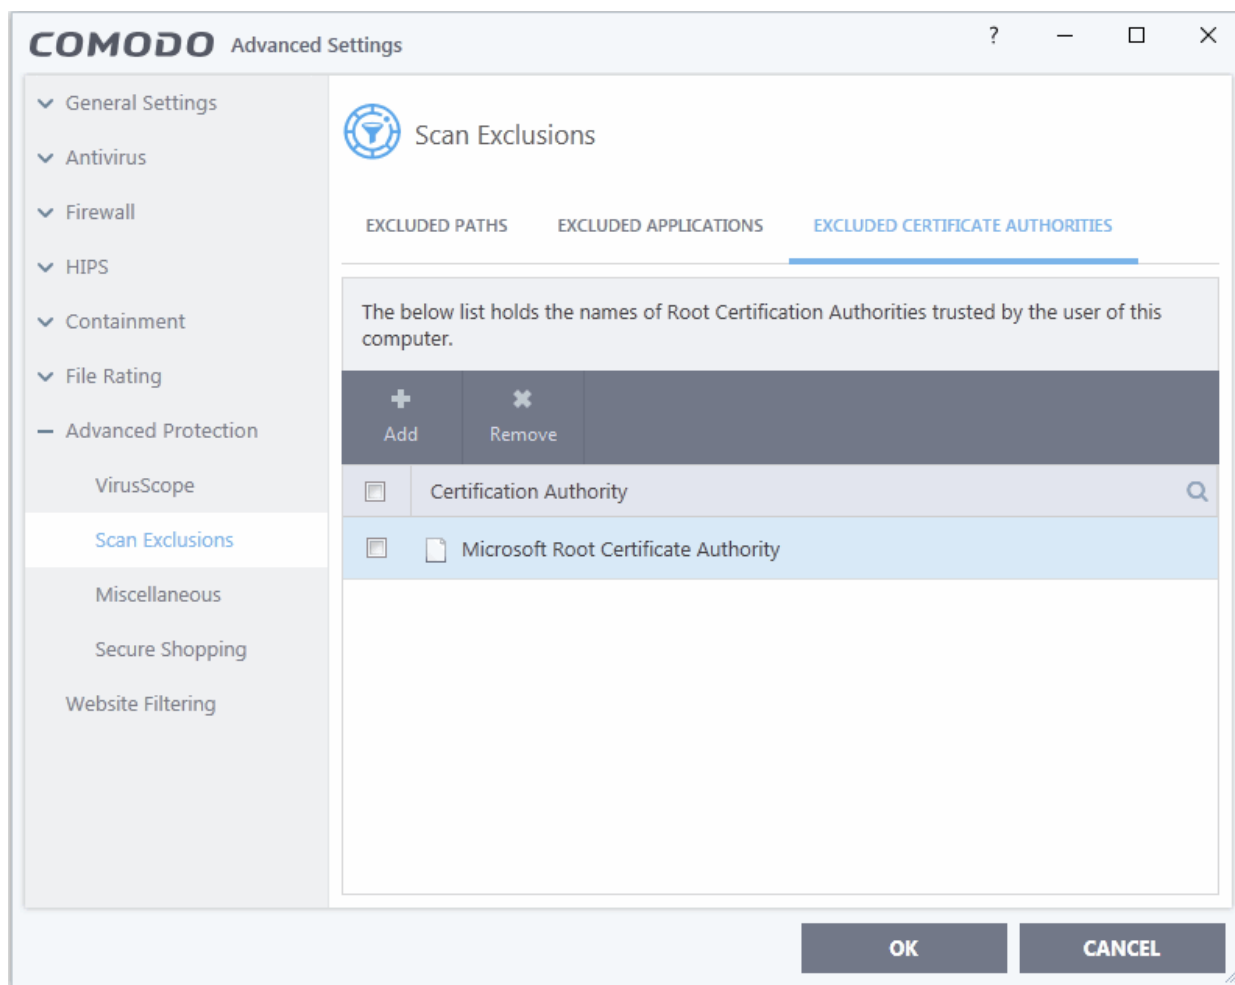 COMODO Advanced Settings
?
General Settings
Antivirus
Firewall
HIPS
Containment
File Rating
Advanced Protection
VirusScope
Scan Exclusions
Miscellaneous
Secure Shopping
Website Filtering
Scan Exclusions
EXCLUDED PATHS EXCLUDED APPLICATIONS EXCLUDED CERTIFICATE AUTHORITIES
The below list holds the names of Root Certification Authorities trusted by the user of this
computer.
Add Remove
Certification Authority
Microsoft Root Certificate Authority
OK CANCEL